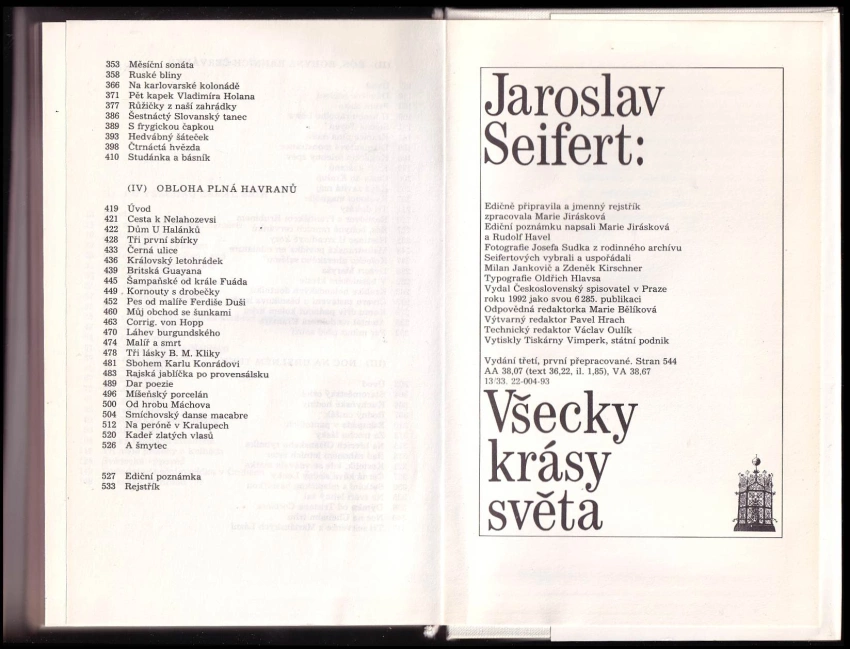 353 Měsíční sonáta
358 Ruské bliny
366 Na karlovarské kolonádě
371 Pět kapek Vladimíra Holana
377 Růžičky z naší zahrádky
386 Šestnáctý Slovanský tanec
389 S frygickou čapkou
393 Hedvábný šáteček
398 Čtrnáctá hvězda
410 Studánka a básník
(IV) OBLOHA PLNÁ HAVRANŮ
419 Úvod
421 Cesta k Nelahozevsi
422 Dům U Halánků
428 Tři první sbírky
433 Černá ulice
436 Královský letohrádek
439 Britská Guayana
445 Šampaňské od krále Fuáda
449 Kornouty s drobečky
452 Pes od malíře Ferdiše Duši
460 Můj obchod se šunkami
463 Corrig. von Hopp
470 Láhev burgundského
474 Malíř a smrt
478 Tři lásky B. M. Kliky
481 Sbohem Karlu Konrádovi
483 Rajská jablíčka po provensálsku
489 Dar poezie
496 Míšeňský porcelán
500 Od hrobu Máchova
504 Smíchovský danse macabre
512 Na peróně v Kralupech
520 Kadeř zlatých vlasů
526 A šmytec
527 Ediční poznámka
533 Rejstřík
Jaroslav
Seifert:
Edičně připravila a jmenný rejstřík
zpracovala Marie Jirásková
Ediční poznámku napsali Marie Jirásková
a Rudolf Havel
Fotografie Josefa Sudka z rodinného archívu
Seifertových vybrali a uspořádali
Milan Jankovič a Zdeněk Kirschner
Typografie Oldřich Hlavsa
Vydal Československý spisovatel v Praze
roku 1992 jako svou 6 285. publikaci
Odpovědná redaktorka Marie Bělíková
Výtvarný redaktor Pavel Hrach
Technický redaktor Václav Oulík
Vytiskly Tiskárny Vimperk, státní podnik
Vydání třetí, první přepracované. Stran 544
AA 38,07 (text 36,22, il. 1,85), VA 38,67
13/33. 22-004-93
Všecky
krásy
světa